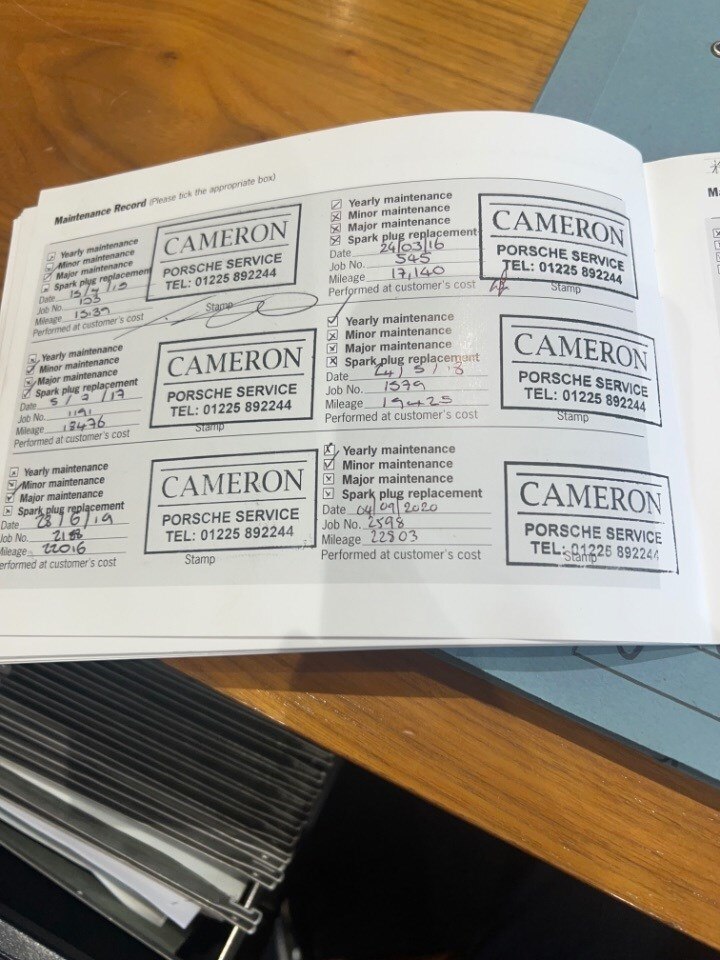 Maintenance Record (Please tick the appropriate box)
Yearly maintenance
Minor maintenance
Major maintenance
Spark plug replacement
Date
Job No. 103
Mileage
Performed at customer's cost
CAMERON
PORSCHE SERVICE
TEL: 01225 892244
Stamp
Yearly maintenance
Minor maintenance
Major maintenance
Spark plug replacement
Date 24/03/16
Job No. 545
Mileage 17,140
Performed at customer's cost
CAMERON
PORSCHE SERVICE
TEL: 01225 892244
Stamp
Yearly maintenance
Minor maintenance
Major maintenance
Spark plug replacement
Date 5/7/17
Job No. 1191
Mileage 18476
Performed at customer's cost
CAMERON
PORSCHE SERVICE
TEL: 01225 892244
Stamp
Yearly maintenance
Minor maintenance
Major maintenance
Spark plug replacement
Date
Job No. 1579
Mileage 19425
Performed at customer's cost
CAMERON
PORSCHE SERVICE
TEL: 01225 892244
Stamp
Yearly maintenance
Minor maintenance
Major maintenance
Spark plug replacement
Date 28/6/19
Job No.
Mileage 22016
erformed at customer's cost
CAMERON
PORSCHE SERVICE
TEL: 01225 892244
Stamp
Yearly maintenance
Minor maintenance
Major maintenance
Spark plug replacement
Date 04/09/2020
Job No. 2598
Mileage 22803
Performed at customer's cost
CAMERON
PORSCHE SERVICE
TEL: 01225 892244
Stamp